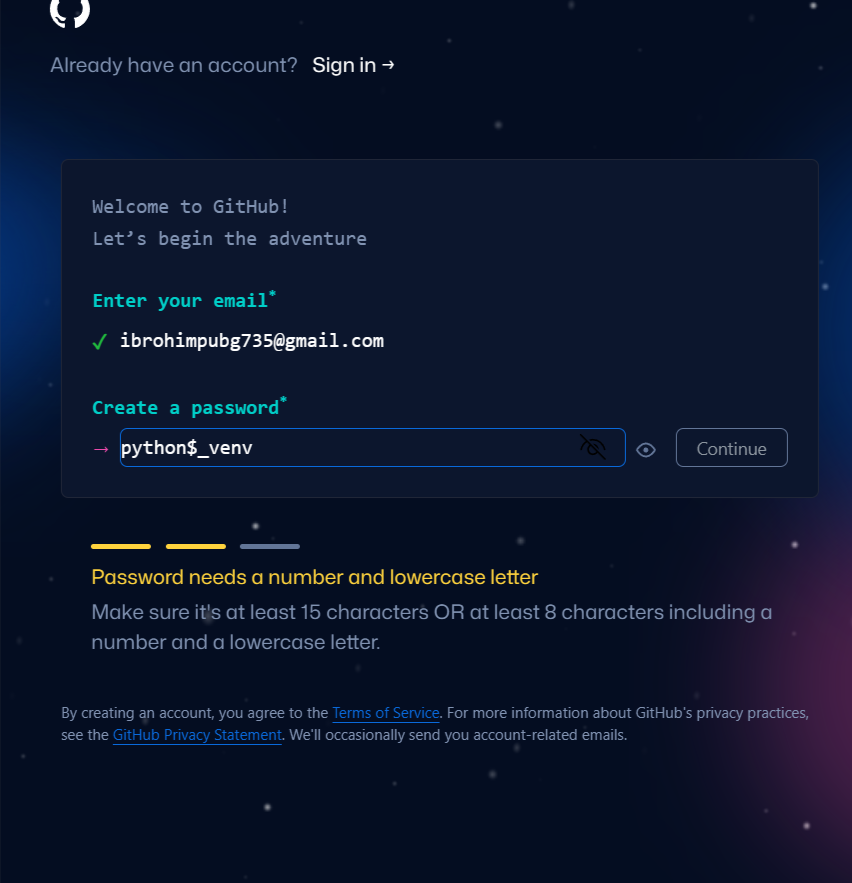 Already have an account? Sign in →
Welcome to GitHub!
Let’s begin the adventure
Enter your email*
✓ ibrohimpubg735@gmail.com
Create a password*
→ python$_venv Continue
Password needs a number and lowercase letter
Make sure it's at least 15 characters OR at least 8 characters including a
number and a lowercase letter.
By creating an account, you agree to the Terms of Service. For more information about GitHub's privacy practices,
see the GitHub Privacy Statement. We'll occasionally send you account-related emails.